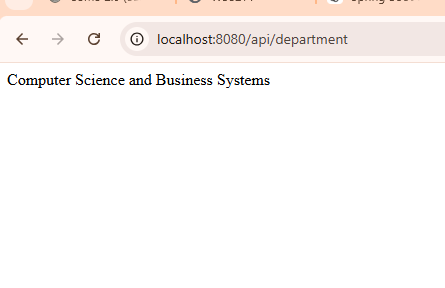 localhost:8080/api/department
Computer Science and Business Systems